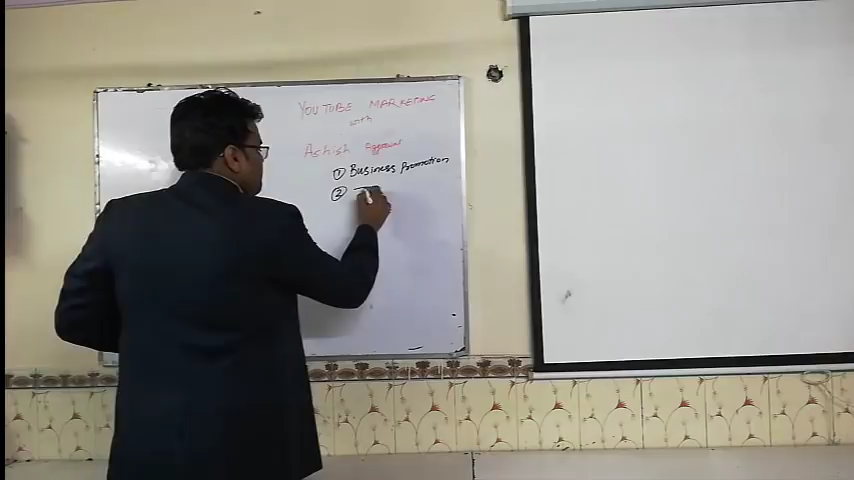 YOUTUBE MARKETING
with
Ashish Aggarwal
① Business Promotion
②